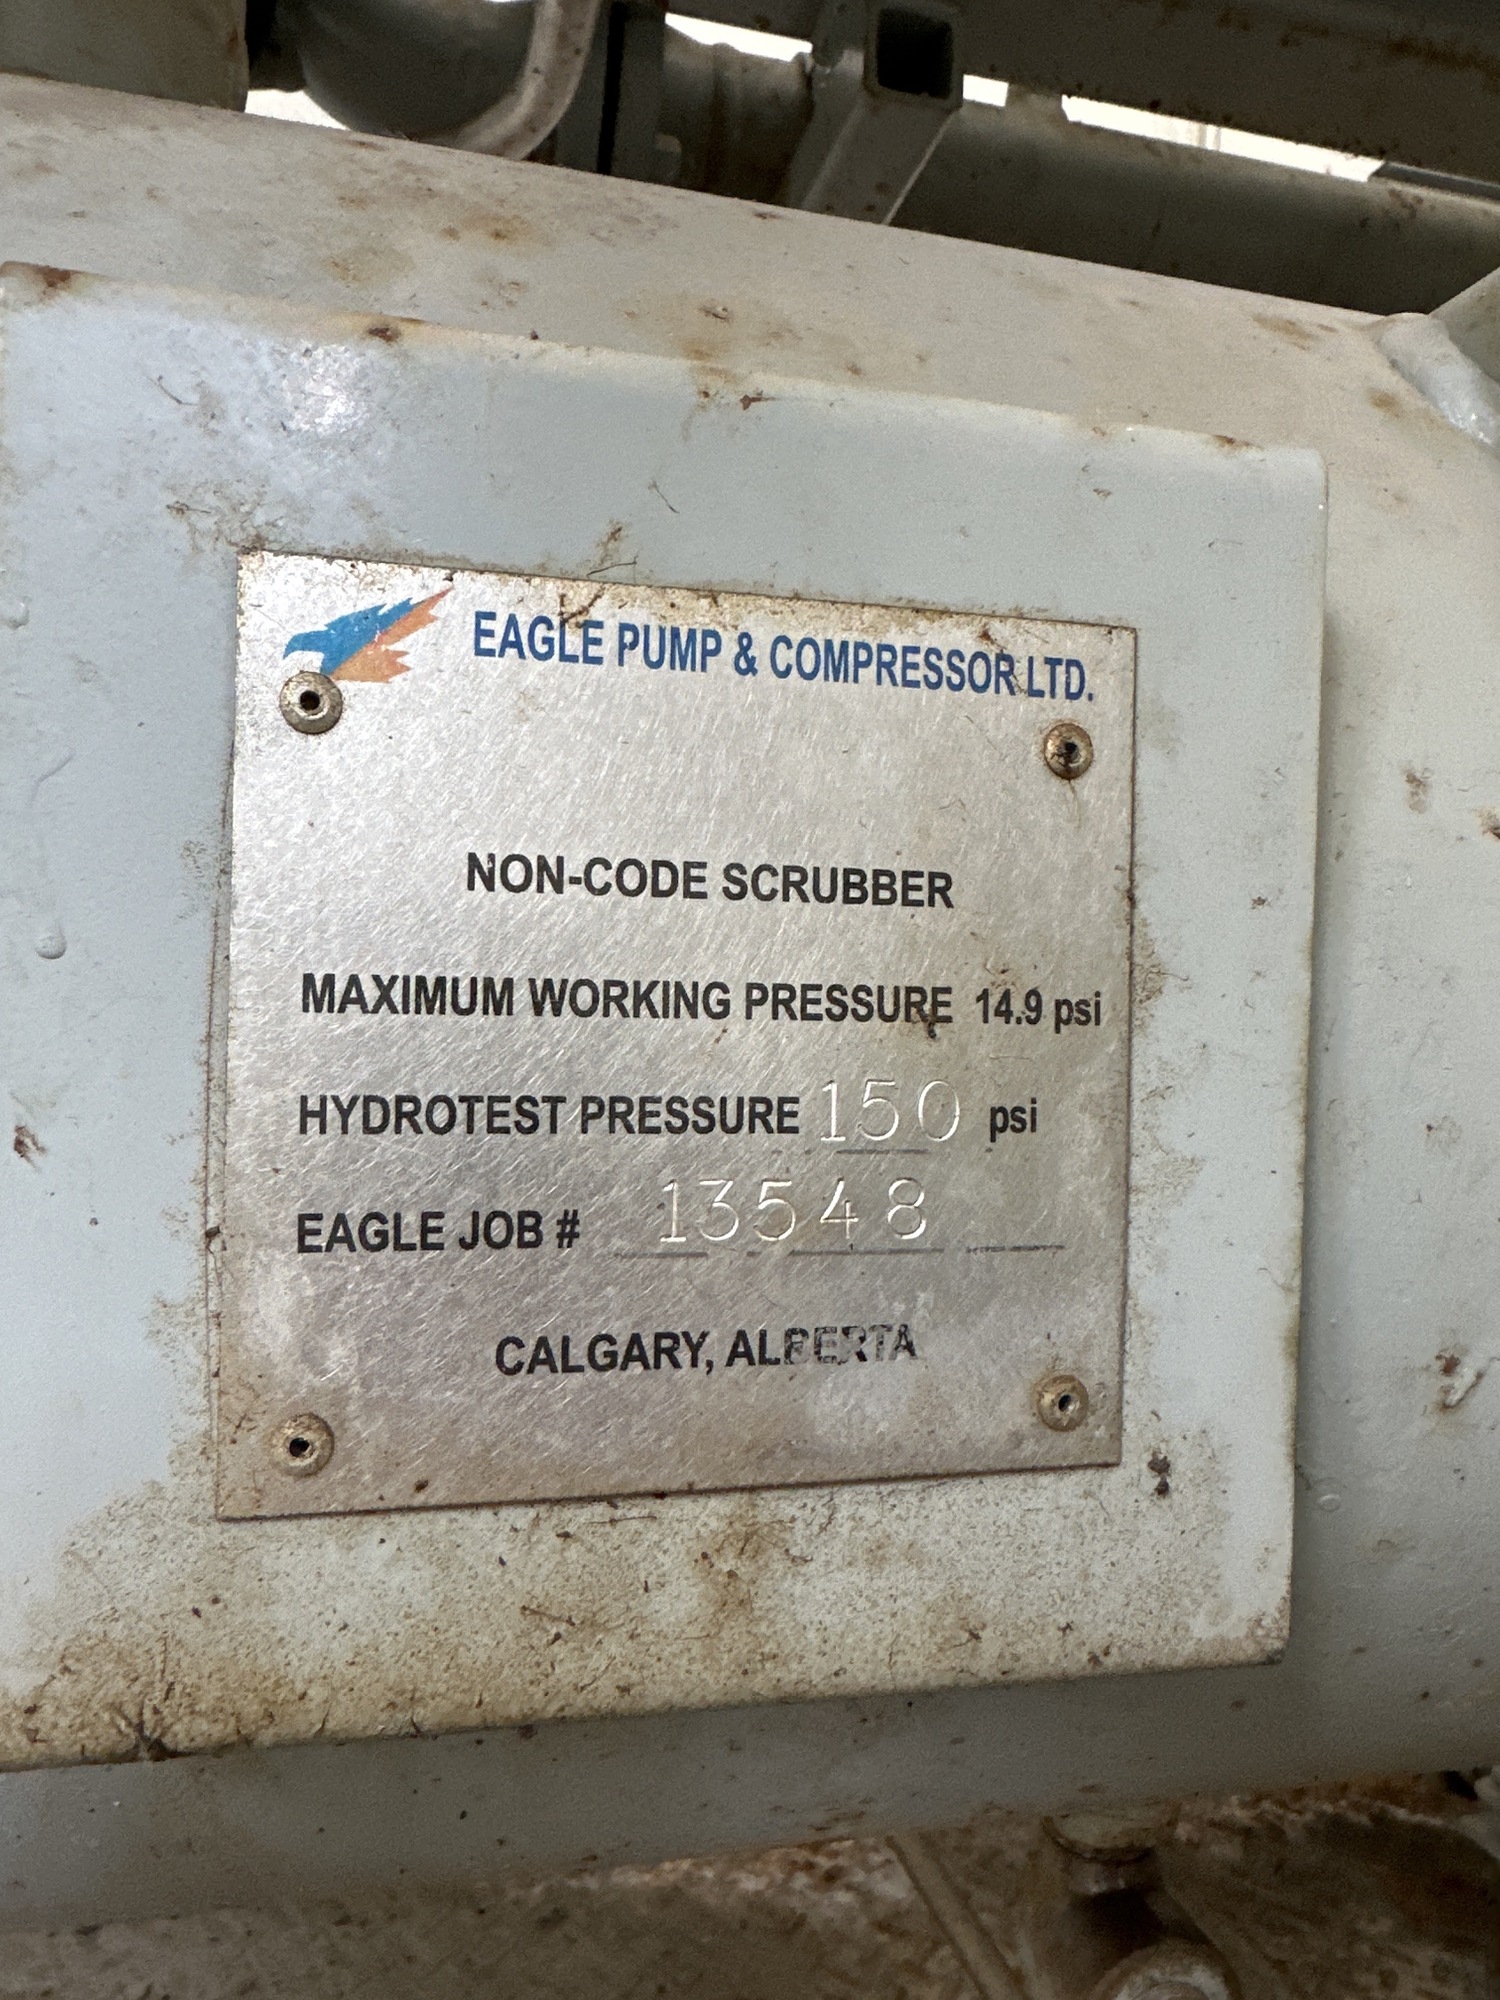 EAGLE PUMP & COMPRESSOR LTD.
NON-CODE SCRUBBER
MAXIMUM WORKING PRESSURE 14.9 psi
HYDROTEST PRESSURE 150 psi
EAGLE JOB # 13548
CALGARY, ALBERTA